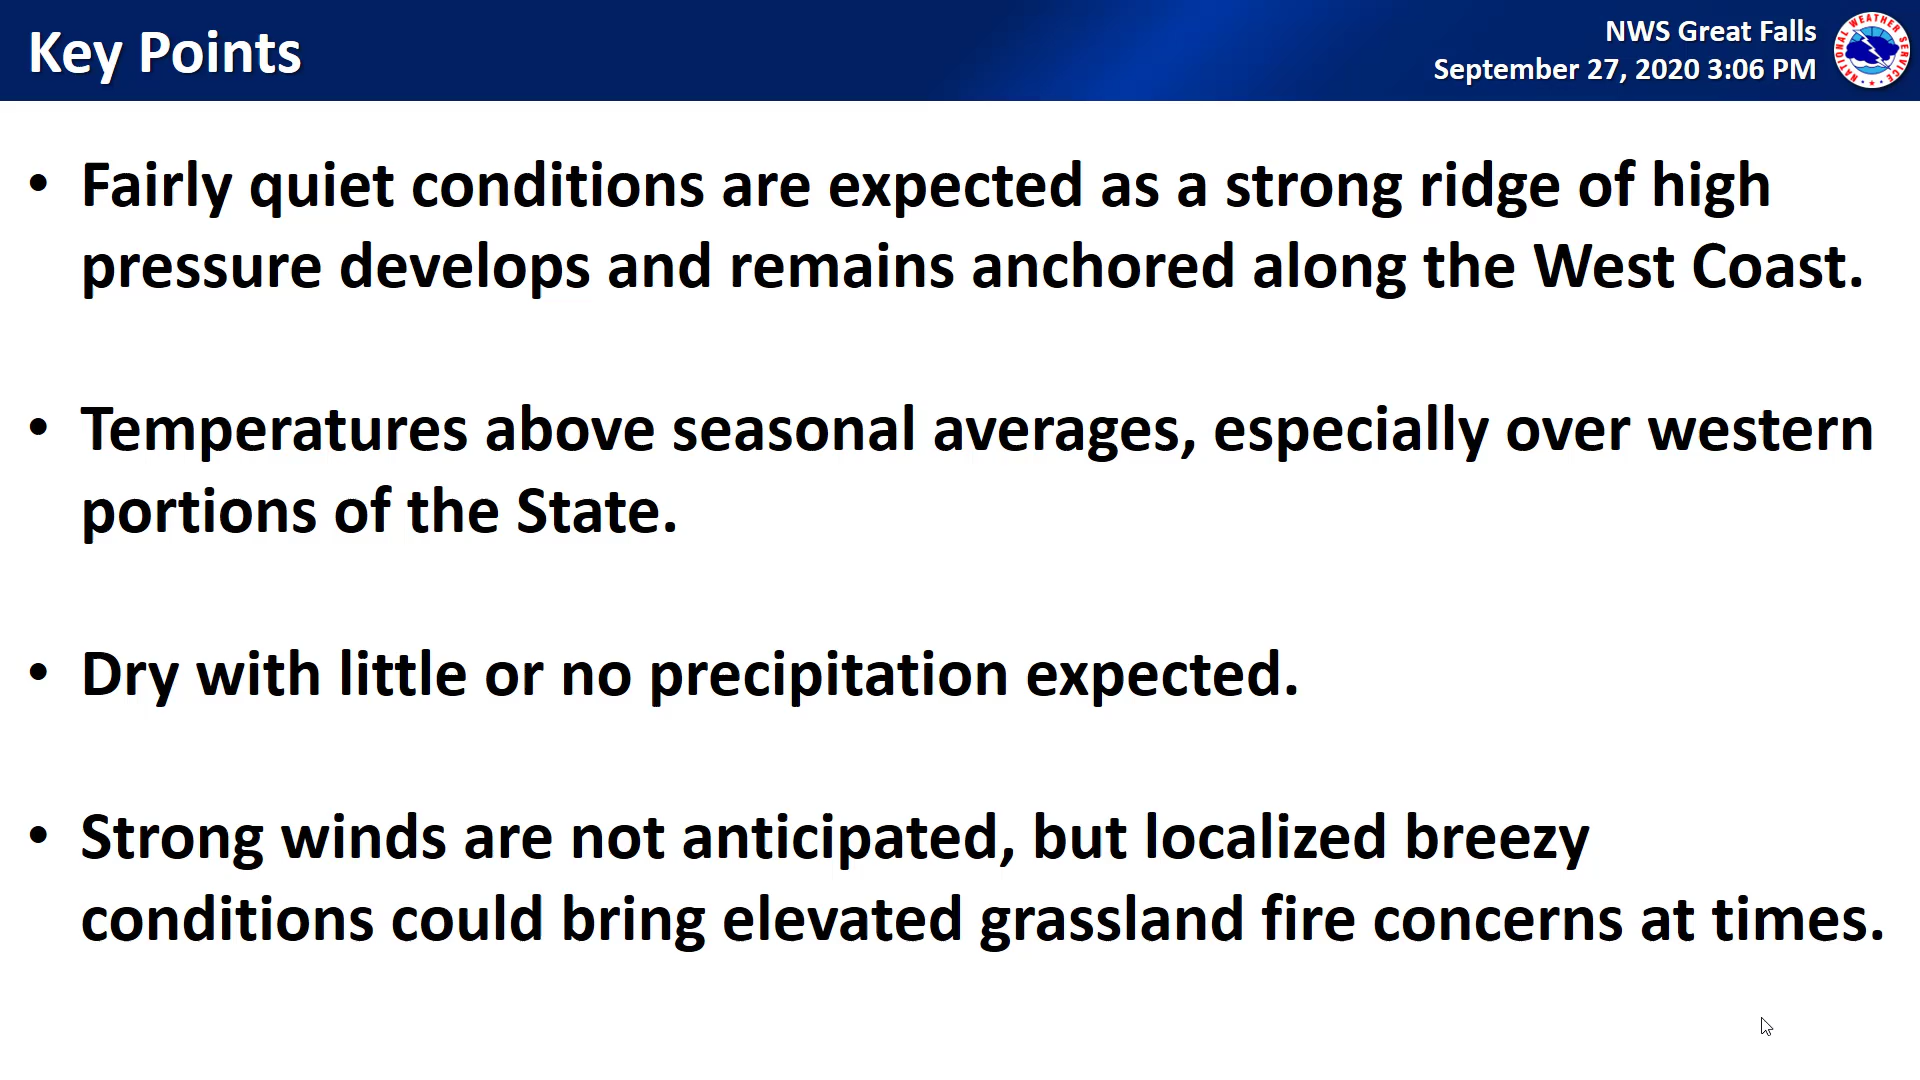 Key Points
NWS Great Falls
September 27, 2020 3:06 PM
NATIONAL WEATHER SERVICE
• Fairly quiet conditions are expected as a strong ridge of high
pressure develops and remains anchored along the West Coast.
• Temperatures above seasonal averages, especially over western
portions of the State.
• Dry with little or no precipitation expected.
• Strong winds are not anticipated, but localized breezy
conditions could bring elevated grassland fire concerns at times.